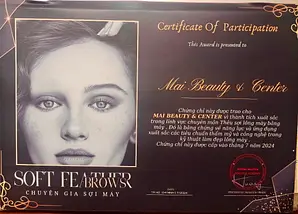 Certificate Of Participation
This Award is presented to
Mai Beauty & Center
Chứng chỉ này được trao cho
MAI BEAUTY & CENTER vì thành tích xuất sắc
trong lĩnh vực chuyên môn Thêu sợi lông mày bằng
máy . Đó là bằng chứng về năng lực và ứng dụng
xuất sắc các tiêu chuẩn thẩm mỹ và công nghệ trong
kỹ thuật làm đẹp lông mày .
Chứng chỉ này được cấp vào tháng 7 năm 2024
SOFT FEATHER
BROWSR
CHUYÊN GIA SỢI MÁY